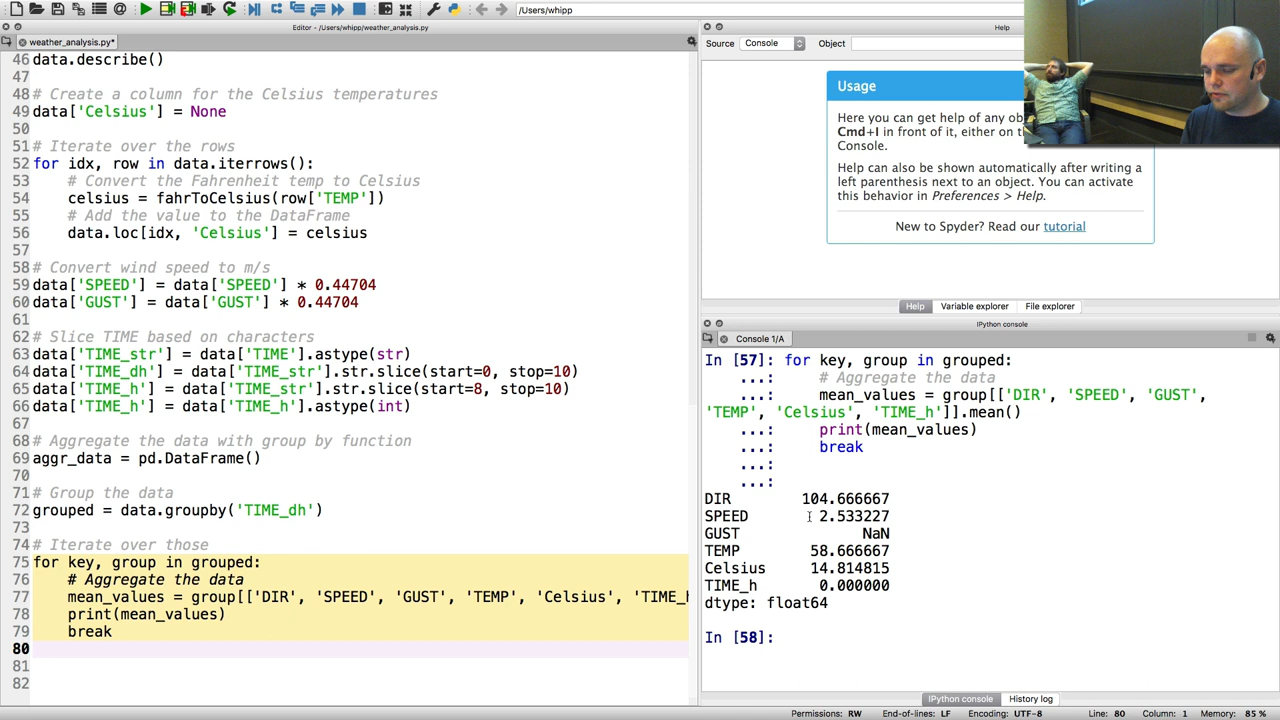 /Users/whipp
Editor - /Users/whipp/weather_analysis.py
weather_analysis.py*
46 data.describe()
47
48 # Create a column for the Celsius temperatures
49 data['Celsius'] = None
50
51 # Iterate over the rows
52 for idx, row in data.iterrows():
53 # Convert the Fahrenheit temp to Celsius
54 celsius = fahrToCelsius(row['TEMP'])
55 # Add the value to the DataFrame
56 data.loc[idx, 'Celsius'] = celsius
57
58 # Convert wind speed to m/s
59 data['SPEED'] = data['SPEED'] * 0.44704
60 data['GUST'] = data['GUST'] * 0.44704
61
62 # Slice TIME based on characters
63 data['TIME_str'] = data['TIME'].astype(str)
64 data['TIME_dh'] = data['TIME_str'].str.slice(start=0, stop=10)
65 data['TIME_h'] = data['TIME_str'].str.slice(start=8, stop=10)
66 data['TIME_h'] = data['TIME_h'].astype(int)
67
68 # Aggregate the data with group by function
69 aggr_data = pd.DataFrame()
70
71 # Group the data
72 grouped = data.groupby('TIME_dh')
73
74 # Iterate over those
75 for key, group in grouped:
76 # Aggregate the data
77 mean_values = group[['DIR', 'SPEED', 'GUST', 'TEMP', 'Celsius', 'TIME_h
78 print(mean_values)
79 break
80
81
82
Help
Source Console Object
Usage
Here you can get help of any ob
Cmd+I in front of it, either on th
Console.
Help can also be shown automatically after writing a
left parenthesis next to an object. You can activate
this behavior in Preferences > Help.
New to Spyder? Read our tutorial
Help Variable explorer File explorer
IPython console
Console 1/A
In [57]: for key, group in grouped:
...: # Aggregate the data
...: mean_values = group[['DIR', 'SPEED', 'GUST',
'TEMP', 'Celsius', 'TIME_h']].mean()
...: print(mean_values)
...: break
...:
...:
DIR 104.666667
SPEED 2.533227
GUST NaN
TEMP 58.666667
Celsius 14.814815
TIME_h 0.000000
dtype: float64
In [58]:
IPython console History log
Permissions: RW End-of-lines: LF Encoding: UTF-8 Line: 80 Column: 1 Memory: 85 %